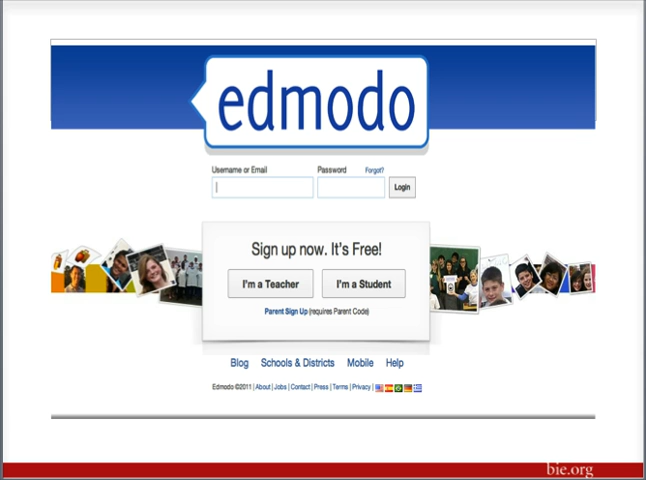 edmodo
Username or Email Password Forgot?
Login
Sign up now. It's Free!
I'm a Teacher I'm a Student
Parent Sign Up (requires Parent Code)
Blog Schools & Districts Mobile Help
Edmodo ©2011 | About | Jobs | Contact | Press | Terms | Privacy |
bie.org